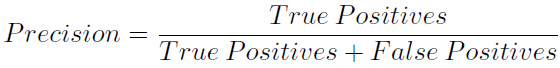 Precision = True Positives / True Positives + False Positives